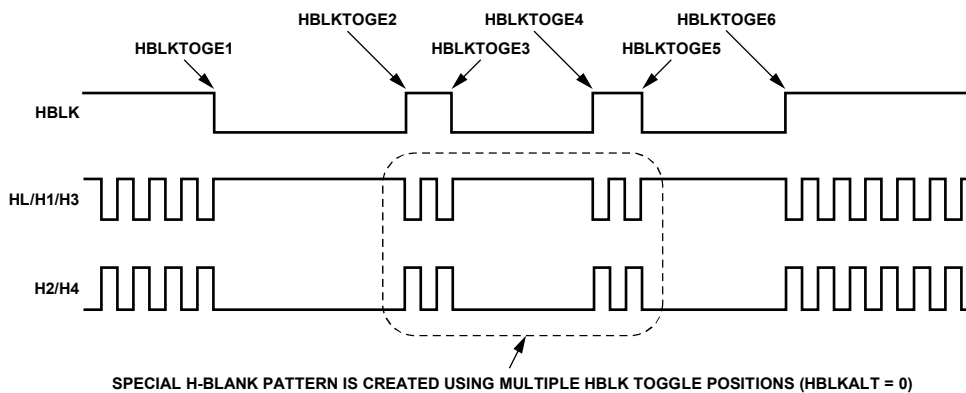 HBLKTOGE2 HBLKTOGE4 HBLKTOGE6
HBLKTOGE1 HBLKTOGE3 HBLKTOGE5
HBLK
HL/H1/H3
H2/H4
SPECIAL H-BLANK PATTERN IS CREATED USING MULTIPLE HBLK TOGGLE POSITIONS (HBLKALT = 0)